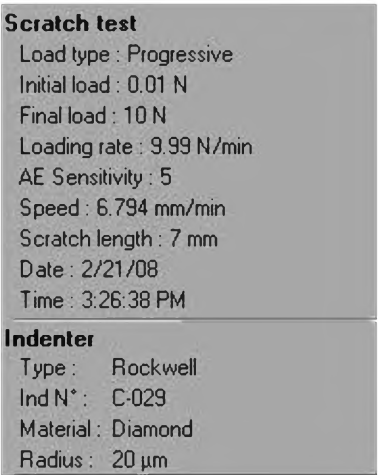 Scratch test
Load type : Progressive
Initial load : 0.01 N
Final load : 10 N
Loading rate : 9.99 N/min
AE Sensitivity : 5
Speed : 6.794 mm/min
Scratch length : 7 mm
Date : 2/21/08
Time : 3:26:38 PM
Indenter
Type : Rockwell
Ind N° : C-029
Material : Diamond
Radius : 20 µm